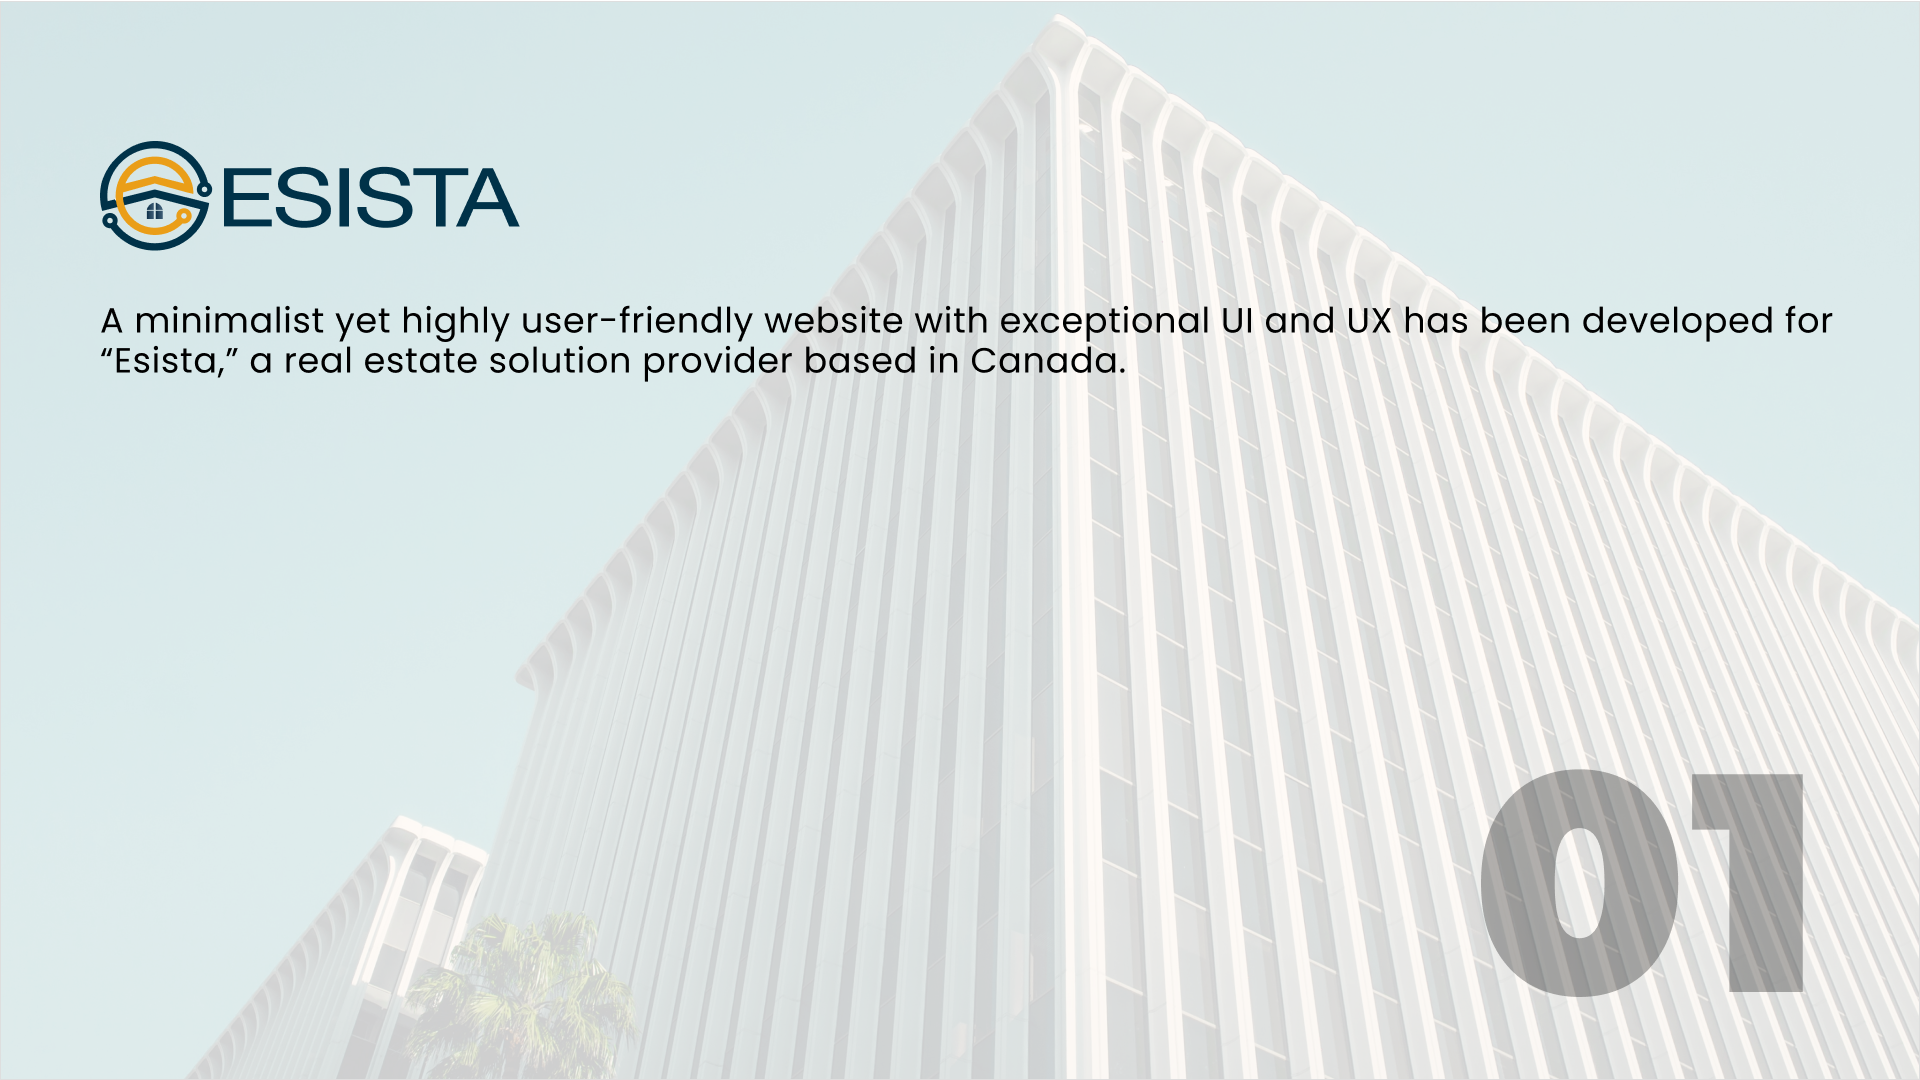 ESISTA
A minimalist yet highly user-friendly website with exceptional UI and UX has been developed for
“Esista,” a real estate solution provider based in Canada.
01